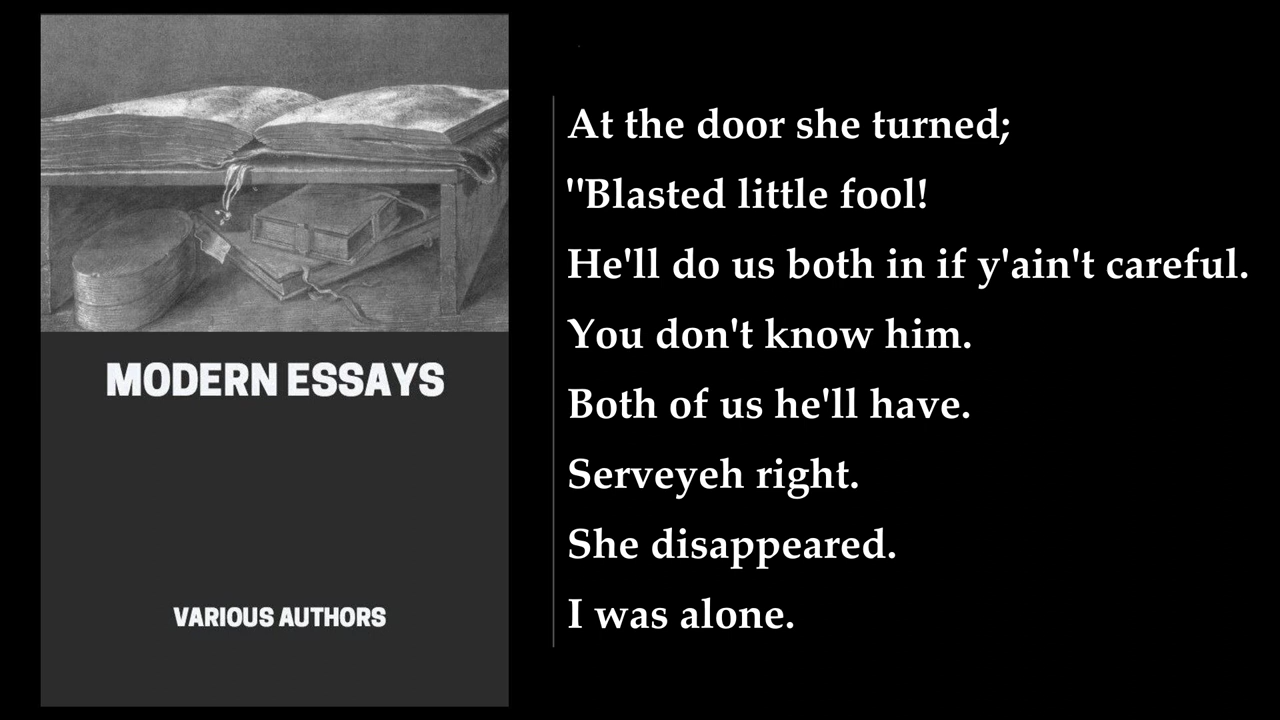 MODERN ESSAYS
VARIOUS AUTHORS
At the door she turned;
"Blasted little fool!
He'll do us both in if y'ain't careful.
You don't know him.
Both of us he'll have.
Serveyeh right.
She disappeared.
I was alone.